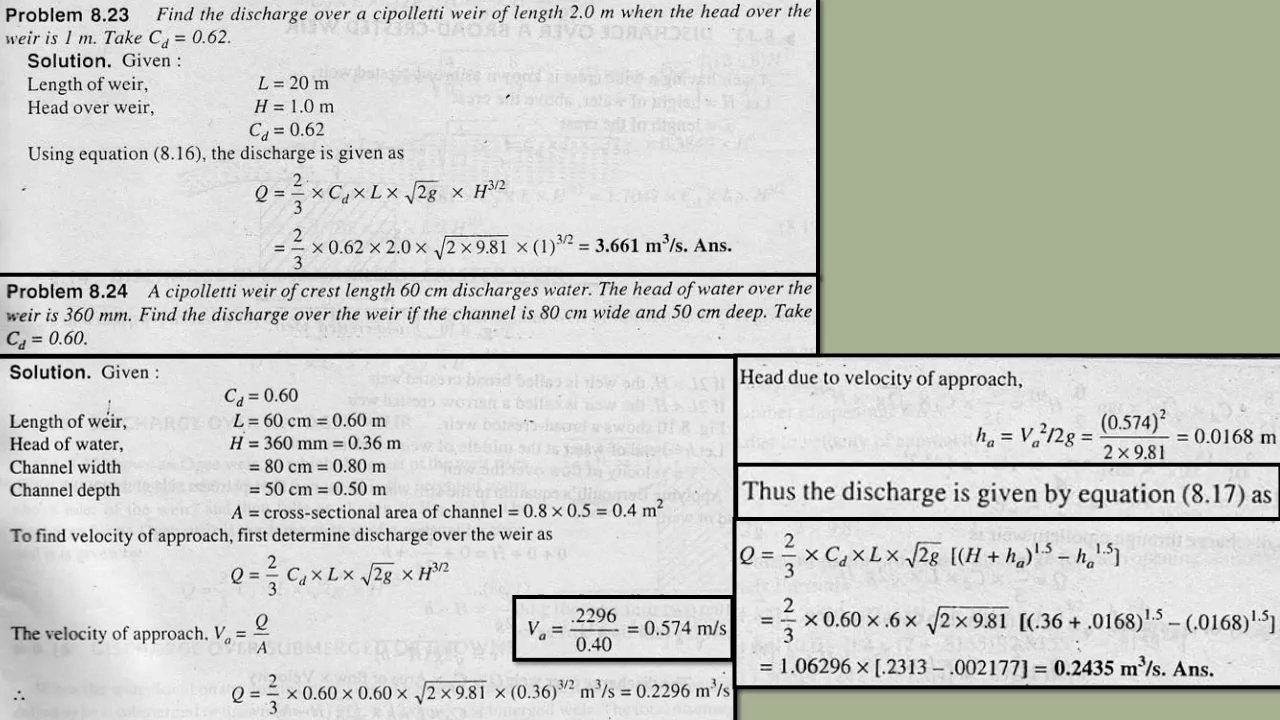 Problem 8.23 Find the discharge over a cipolletti weir of length 2.0 m when the head over the
weir is 1 m. Take C_d = 0.62.
Solution. Given :
Length of weir, L = 20 m
Head over weir, H = 1.0 m
C_d = 0.62
Using equation (8.16), the discharge is given as
Q = 2/3 × C_d × L × √2g × H^3/2
= 2/3 × 0.62 × 2.0 × √2 × 9.81 × (1)^3/2 = 3.661 m³/s. Ans.
Problem 8.24 A cipolletti weir of crest length 60 cm discharges water. The head of water over the
weir is 360 mm. Find the discharge over the weir if the channel is 80 cm wide and 50 cm deep. Take
C_d = 0.60.
Solution. Given :
C_d = 0.60
Length of weir, L = 60 cm = 0.60 m
Head of water, H = 360 mm = 0.36 m
Channel width = 80 cm = 0.80 m
Channel depth = 50 cm = 0.50 m
A = cross-sectional area of channel = 0.8 × 0.5 = 0.4 m²
To find velocity of approach, first determine discharge over the weir as
Q = 2/3 C_d × L × √2g × H^3/2
The velocity of approach, V_a = Q/A
V_a = .2296/0.40 = 0.574 m/s
∴ Q = 2/3 × 0.60 × 0.60 × √2 × 9.81 × (0.36)^3/2 m³/s = 0.2296 m³/s
Head due to velocity of approach,
h_a = V_a²/2g = (0.574)²/2 × 9.81 = 0.0168 m
Thus the discharge is given by equation (8.17) as
Q = 2/3 × C_d × L × √2g [(H + h_a)^1.5 – h_a^1.5]
= 2/3 × 0.60 × .6 × √2 × 9.81 [(.36 + .0168)^1.5 – (.0168)^1.5]
= 1.06296 × [.2313 – .002177] = 0.2435 m³/s. Ans.